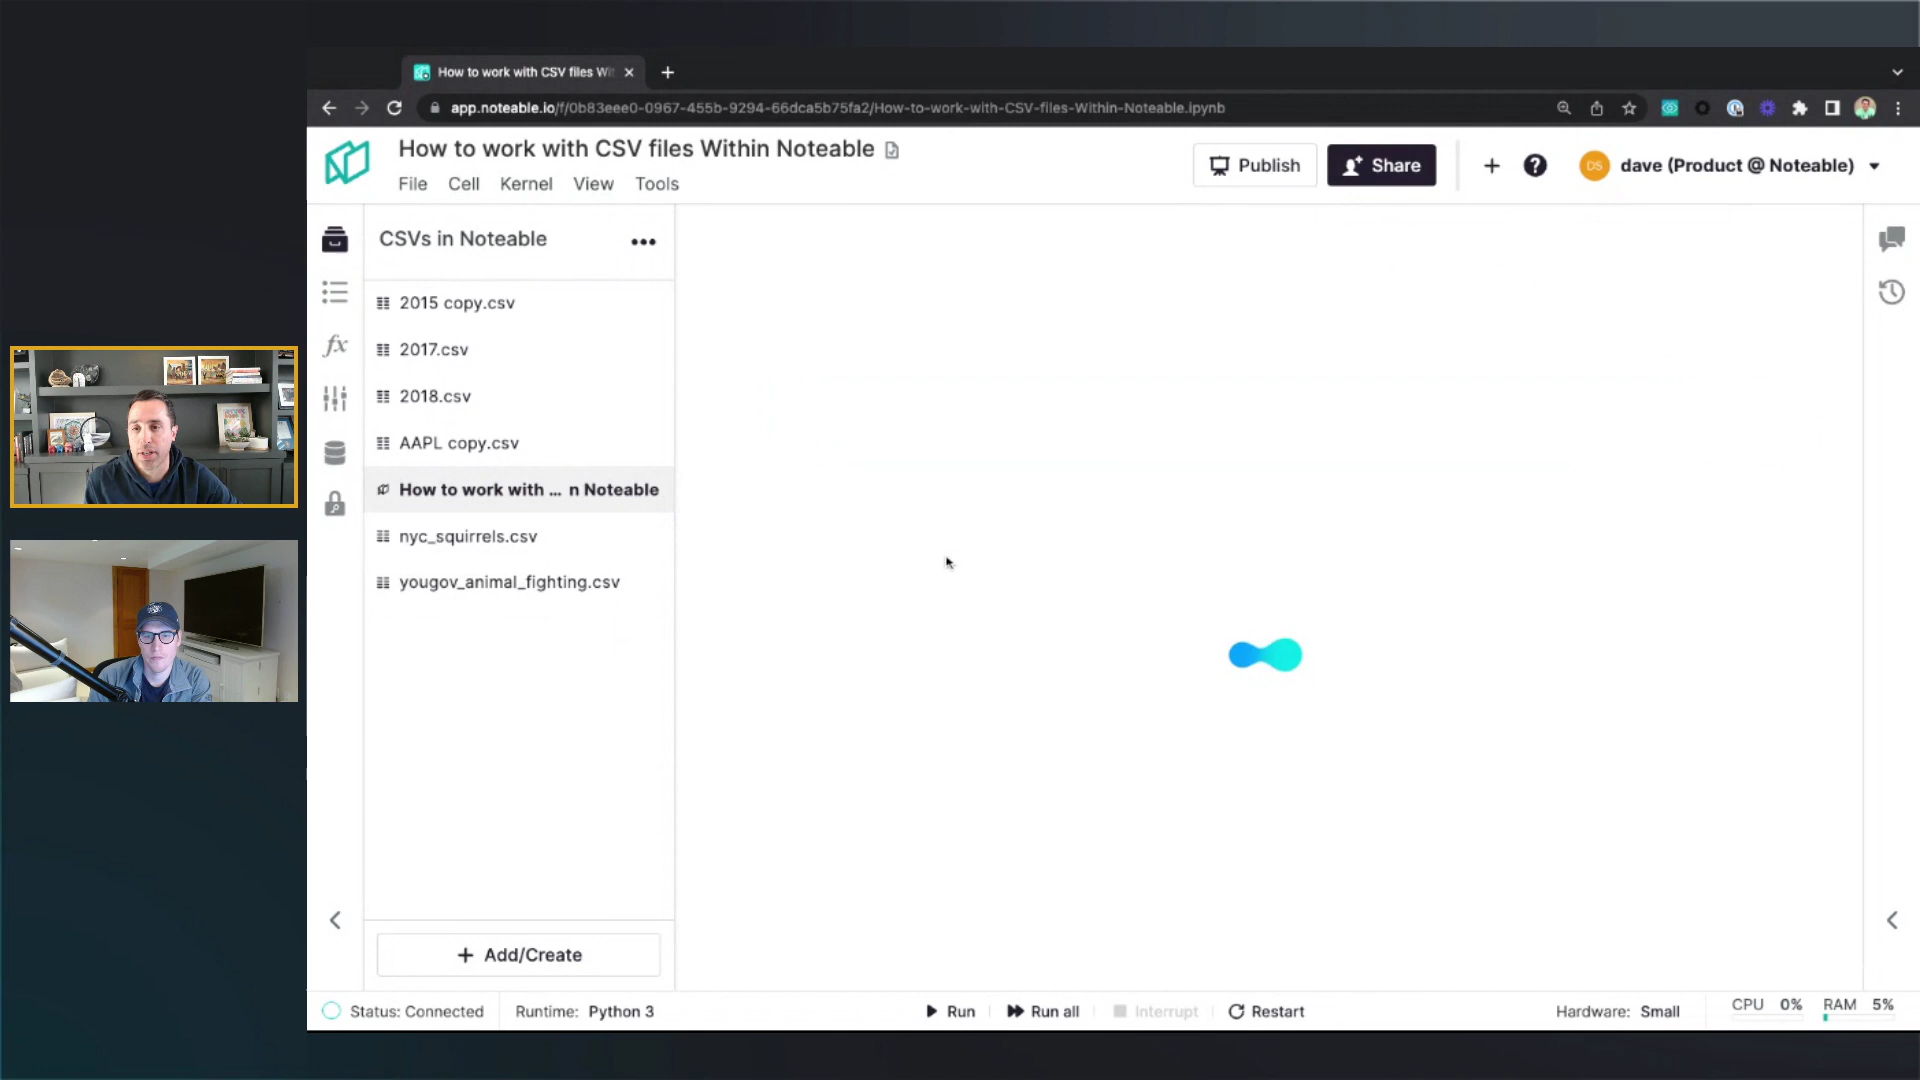 How to work with CSV files Wit
app.noteable.io/f/0b83eee0-0967-455b-9294-66dca5b75fa2/How-to-work-with-CSV-files-Within-Noteable.ipynb
How to work with CSV files Within Noteable
File Cell Kernel View Tools
Publish
Share
DS
dave (Product @ Noteable)
CSVs in Noteable
2015 copy.csv
2017.csv
2018.csv
AAPL copy.csv
How to work with ... n Noteable
nyc_squirrels.csv
yougov_animal_fighting.csv
fx
Add/Create
Status: Connected
Runtime: Python 3
Run
Run all
Interrupt
Restart
Hardware: Small
CPU 0%
RAM 5%